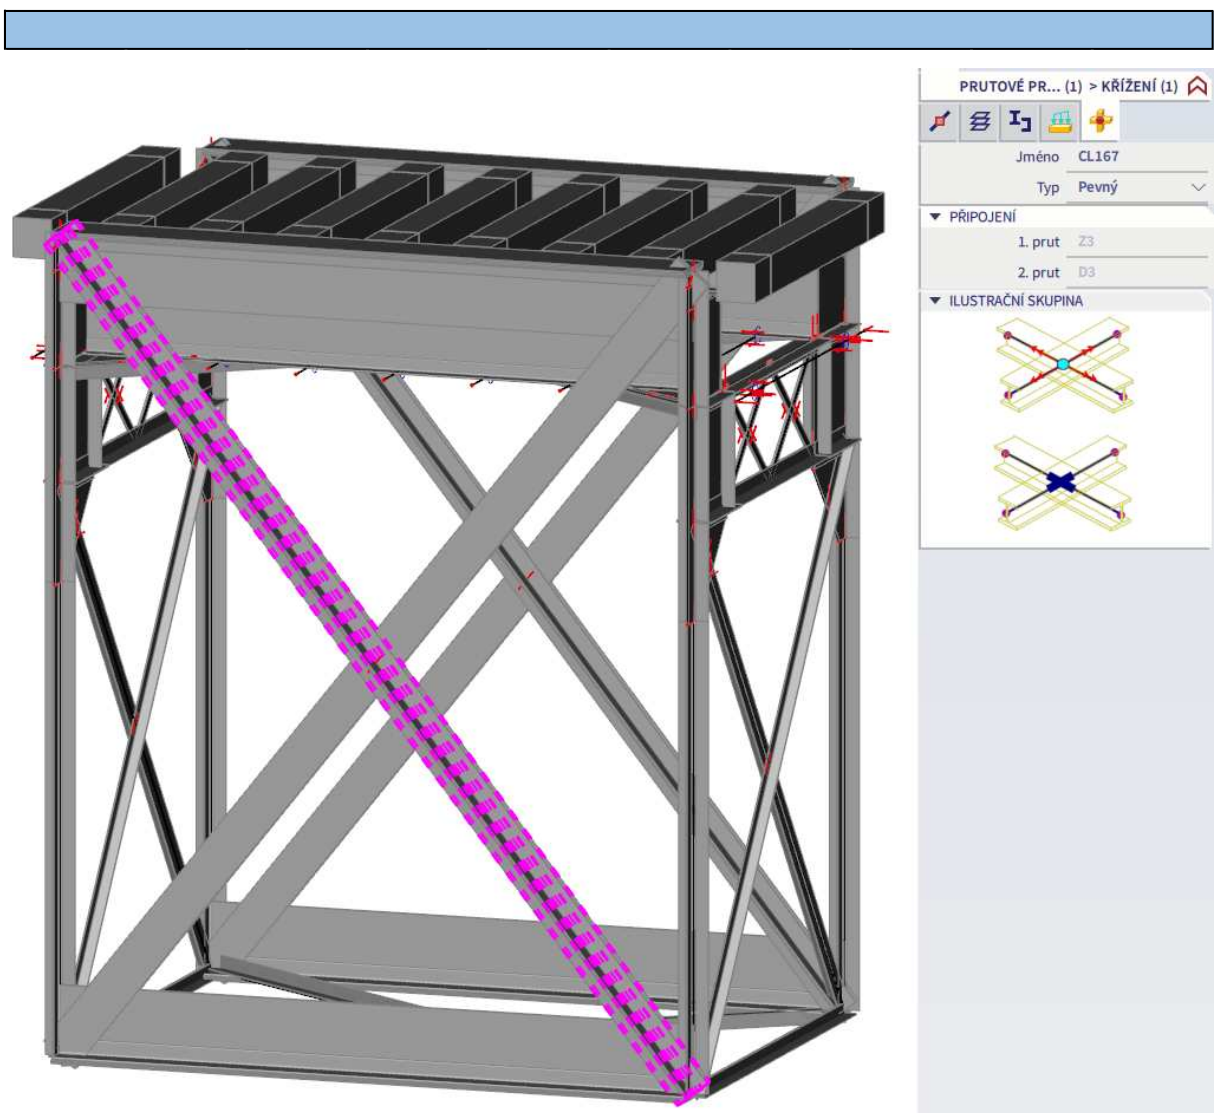 PRUTOVÉ PR... (1) > KŘÍŽENÍ (1)
Jméno CL167
Typ Pevný
PŘIPOJENÍ
1. prut Z3
2. prut D3
ILUSTRAČNÍ SKUPINA